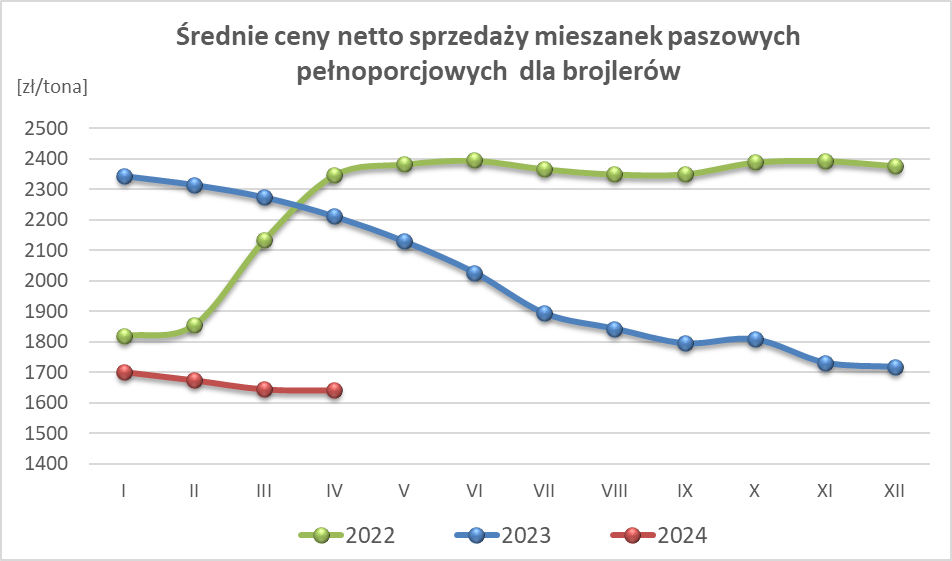 Średnie ceny netto sprzedaży mieszanek paszowych
pełnoporcjowych dla brojlerów
[zł/tona]
2500
2400
2300
2200
2100
2000
1900
1800
1700
1600
1500
1400
I II III IV V VI VII VIII IX X XI XII
2022 2023 2024